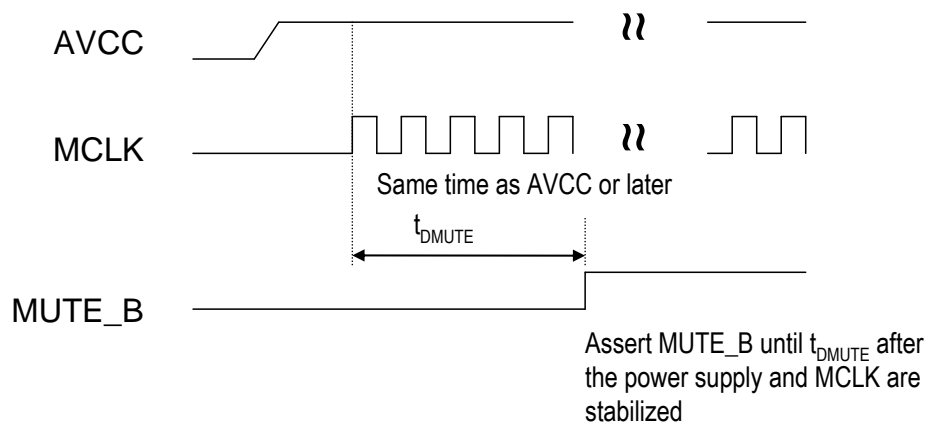 AVCC
MCLK
Same time as AVCC or later
tDMUTE
MUTE_B
Assert MUTE_B until tDMUTE after
the power supply and MCLK are
stabilized